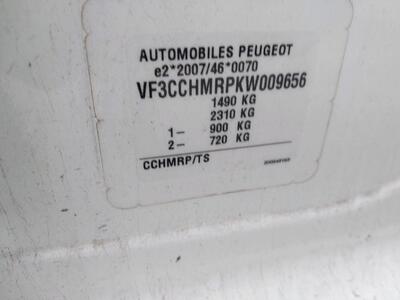 AUTOMOBILES PEUGEOT
e2*2007/46*0070
VF3CCHMRPKW009656
1490 KG
2310 KG
1- 900 KG
2- 720 KG
CCHMRP/TS